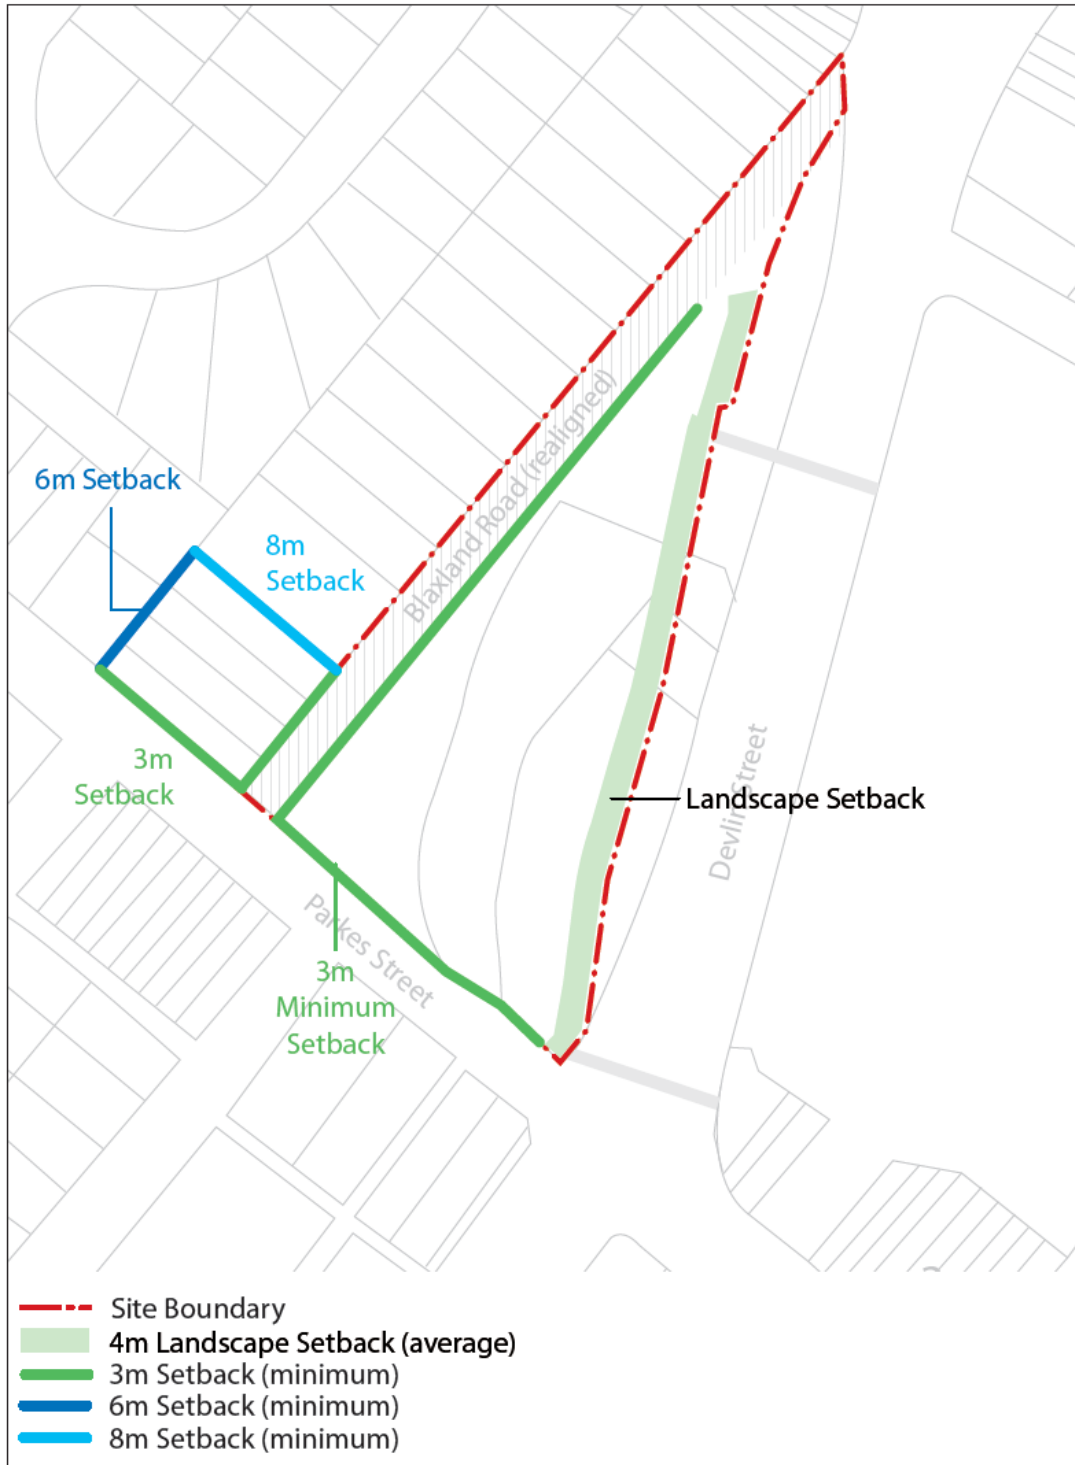 Blaxland Road (realigned)
6m Setback
8m
Setback
3m
Setback
Devlin Street
Landscape Setback
Parkes Street
3m
Minimum
Setback
Site Boundary
4m Landscape Setback (average)
3m Setback (minimum)
6m Setback (minimum)
8m Setback (minimum)